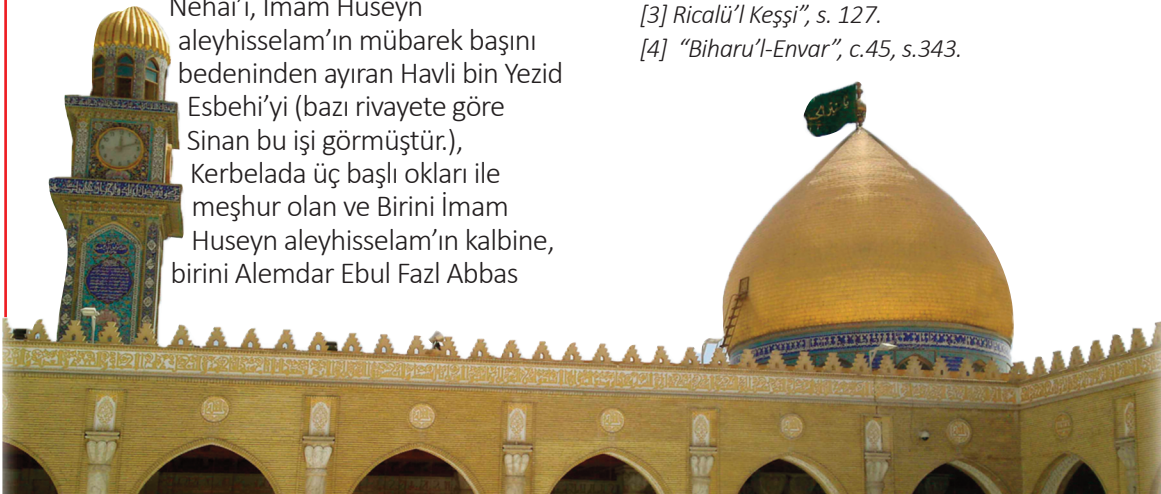 Nehai’i, İmam Huseyn
aleyhisselam’ın mübarek başını
bedeninden ayıran Havli bin Yezid
Esbehi’yi (bazı rivayete göre
Sinan bu işi görmüştür.),
Kerbelada üç başlı okları ile
meşhur olan ve Birini İmam
Huseyn aleyhisselam’ın kalbine,
birini Alemdar Ebul Fazl Abbas
[3] Ricalü’l Keşşi”, s. 127.
[4] “Biharu’l-Envar”, c.45, s.343.